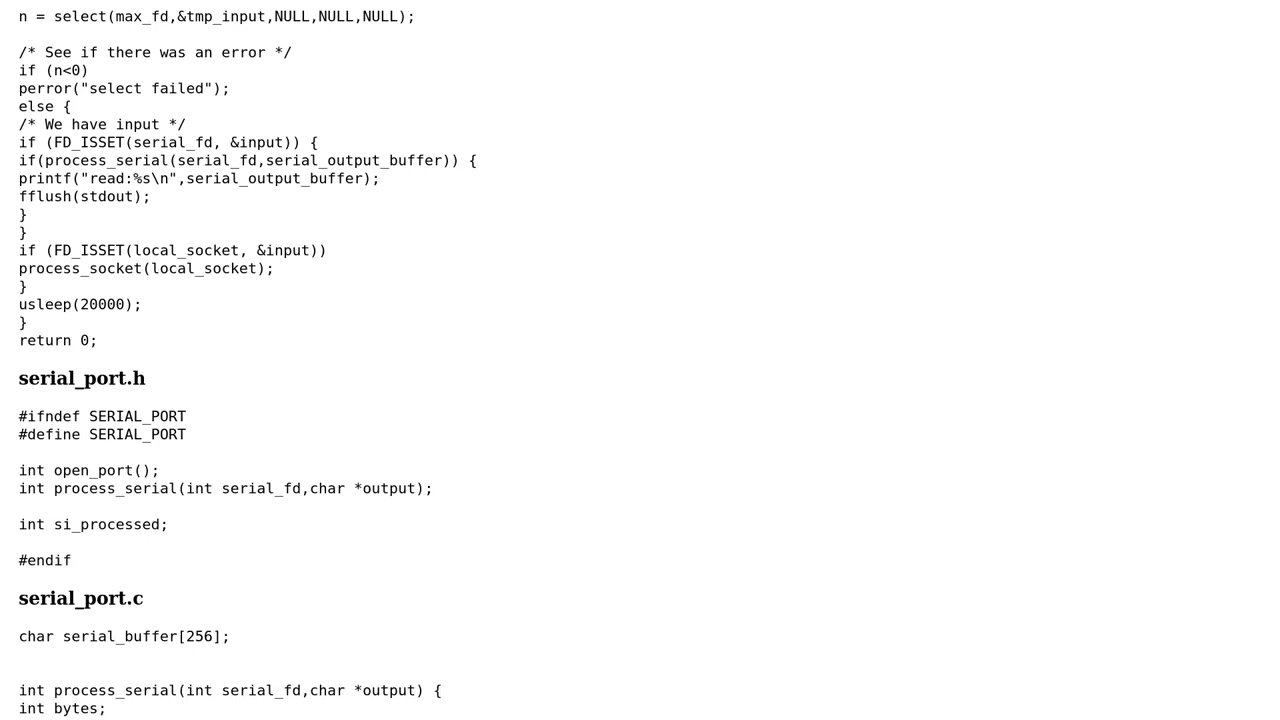 n = select(max_fd,&tmp_input,NULL,NULL,NULL);
/* See if there was an error */
if (n<0)
perror("select failed");
else {
/* We have input */
if (FD_ISSET(serial_fd, &input)) {
if(process_serial(serial_fd,serial_output_buffer)) {
printf("read:%s\n",serial_output_buffer);
fflush(stdout);
}
}
if (FD_ISSET(local_socket, &input))
process_socket(local_socket);
}
usleep(20000);
}
return 0;
serial_port.h
#ifndef SERIAL_PORT
#define SERIAL_PORT
int open_port();
int process_serial(int serial_fd,char *output);
int si_processed;
#endif
serial_port.c
char serial_buffer[256];
int process_serial(int serial_fd,char *output) {
int bytes;